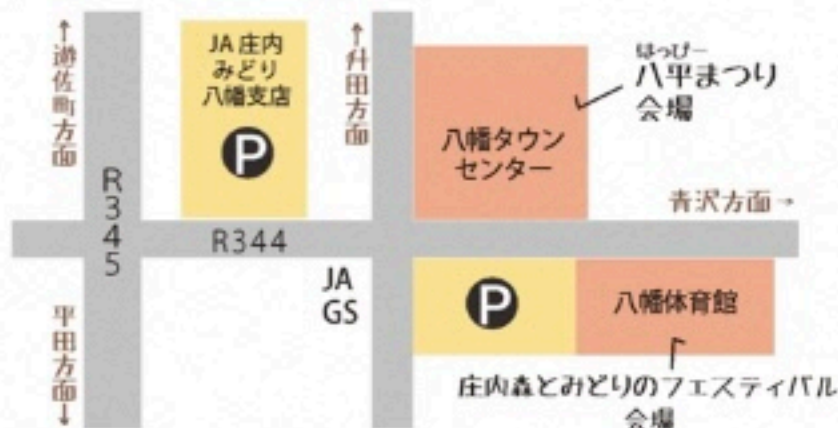 ↑遊佐町方面
JA 庄内
みどり
八幡支店
P
↑升田方面
八幡タウン
センター
はっぴー
八平まつり
会場
青沢方面→
R345
R344
JA
GS
P
八幡体育館
平田方面↓
庄内森とみどりのフェスティバル
会場